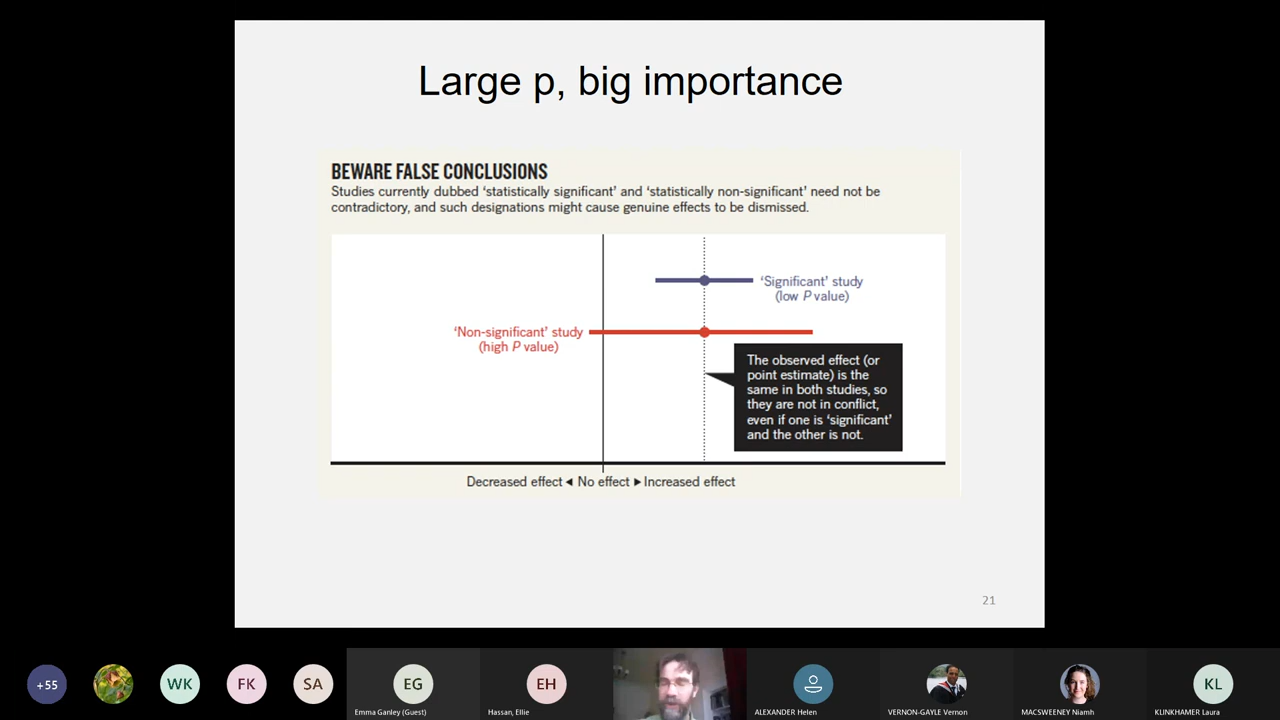 Large p, big importance
BEWARE FALSE CONCLUSIONS
Studies currently dubbed ‘statistically significant’ and ‘statistically non-significant’ need not be
contradictory, and such designations might cause genuine effects to be dismissed.
‘Significant’ study
(low P value)
‘Non-significant’ study
(high P value)
The observed effect (or
point estimate) is the
same in both studies, so
they are not in conflict,
even if one is ‘significant’
and the other is not.
Decreased effect ◄ No effect ► Increased effect
21
+55
WK
FK
SA
EG
EH
KL
Emma Ganley (Guest)
Hassan, Ellie
ALEXANDER Helen
VERNON-GAYLE Vernon
MACSWEENEY Niamh
KLINKHAMER Laura